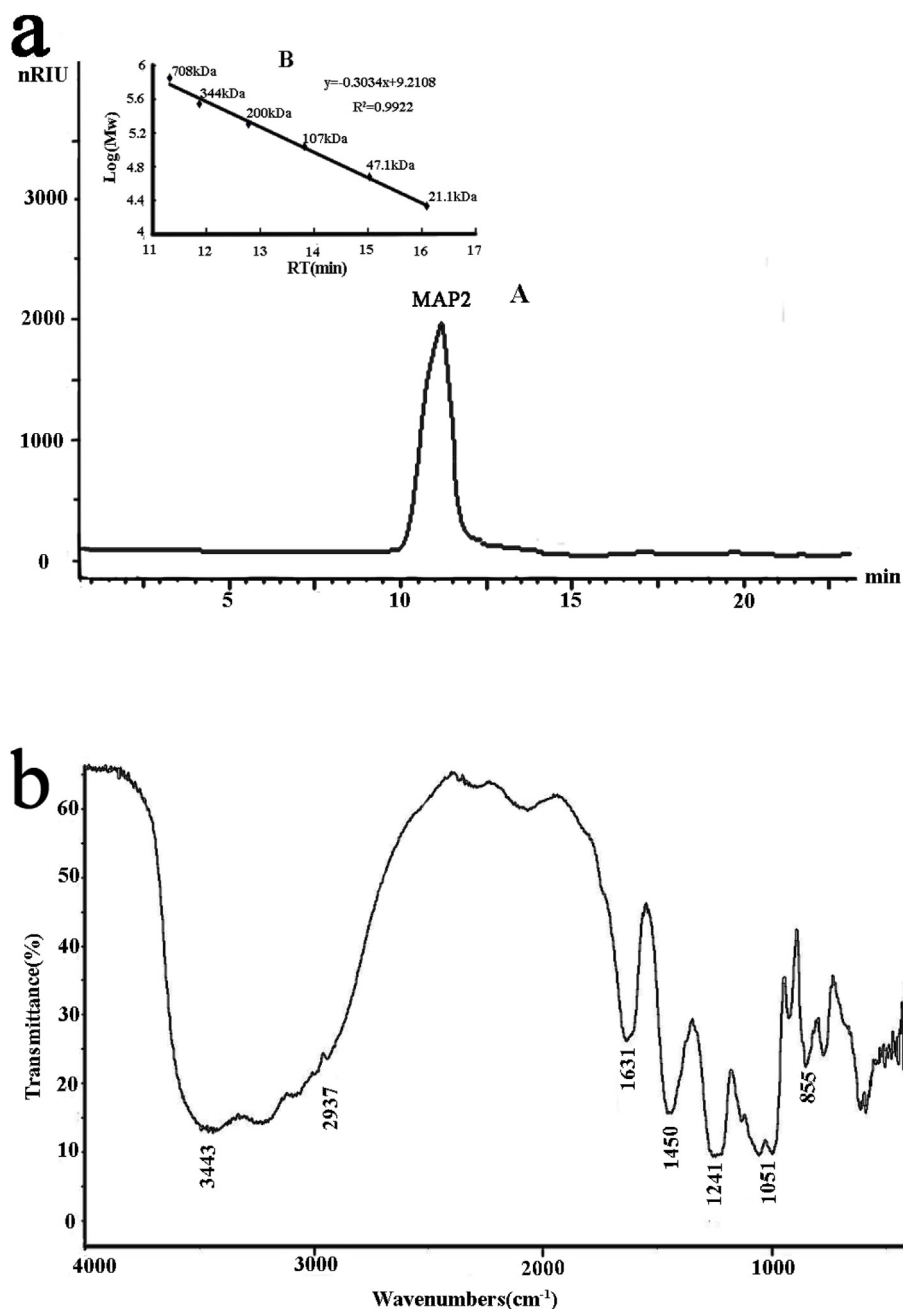 a
nRIU
B
6
5.6
5.2
4.8
4.4
4
Log(Mw)
708kDa
344kDa
200kDa
107kDa
47.1kDa
21.1kDa
y=-0.3034x+9.2108
R²=0.9922
11 12 13 14 15 16 17
RT(min)
3000
2000
1000
0
MAP2
A
5 10 15 20
min
b
60
50
40
30
20
10
0
Transmittance(%)
3443
2937
1631
1450
1241
1051
855
4000 3000 2000 1000
Wavenumbers(cm⁻¹)